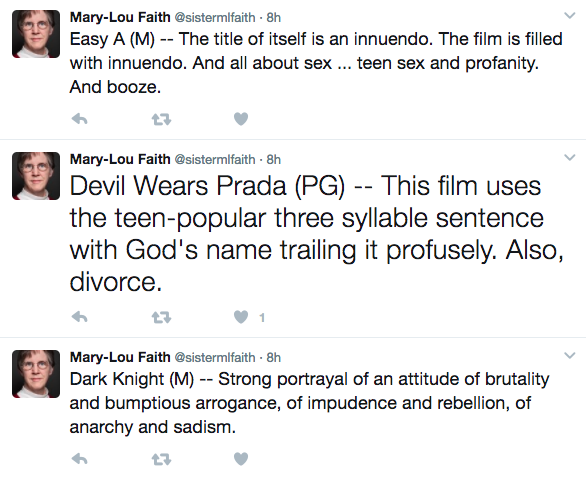 Mary-Lou Faith @sistermlfaith · 8h
Easy A (M) -- The title of itself is an innuendo. The film is filled
with innuendo. And all about sex ... teen sex and profanity.
And booze.
Mary-Lou Faith @sistermlfaith · 8h
Devil Wears Prada (PG) -- This film uses
the teen-popular three syllable sentence
with God's name trailing it profusely. Also,
divorce.
1
Mary-Lou Faith @sistermlfaith · 8h
Dark Knight (M) -- Strong portrayal of an attitude of brutality
and bumptious arrogance, of impudence and rebellion, of
anarchy and sadism.